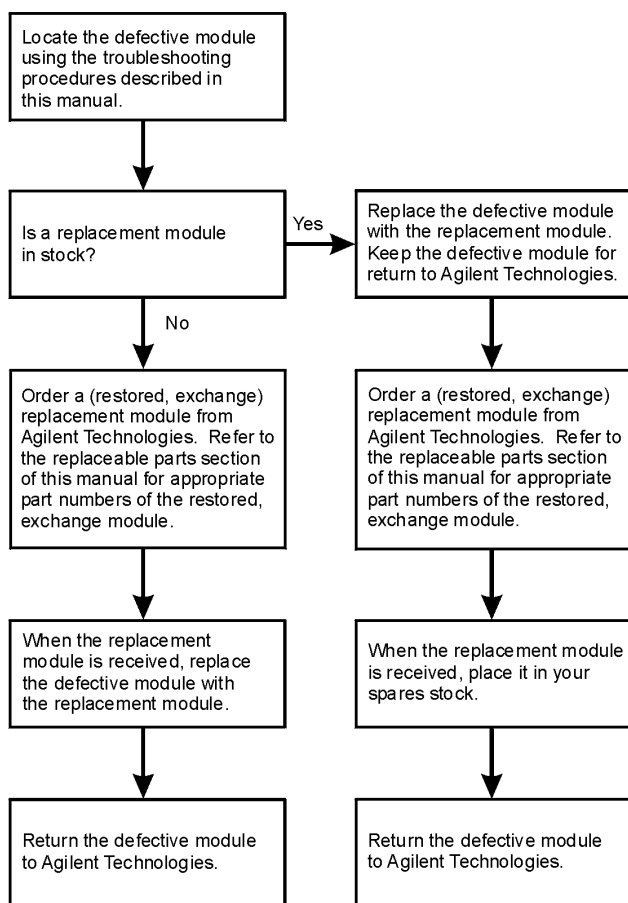 Locate the defective module
using the troubleshooting
procedures described in
this manual.
Is a replacement module
in stock?
Yes
Replace the defective module
with the replacement module.
Keep the defective module for
return to Agilent Technologies.
No
Order a (restored, exchange)
replacement module from
Agilent Technologies.  Refer to
the replaceable parts section
of this manual for appropriate
part numbers of the restored,
exchange module.
Order a (restored, exchange)
replacement module from
Agilent Technologies.  Refer to
the replaceable parts section
of this manual for appropriate
part numbers of the restored,
exchange module.
When the replacement
module is received, replace
the defective module with
the replacement module.
When the replacement module
is received, place it in your
spares stock.
Return the defective module
to Agilent Technologies.
Return the defective module
to Agilent Technologies.